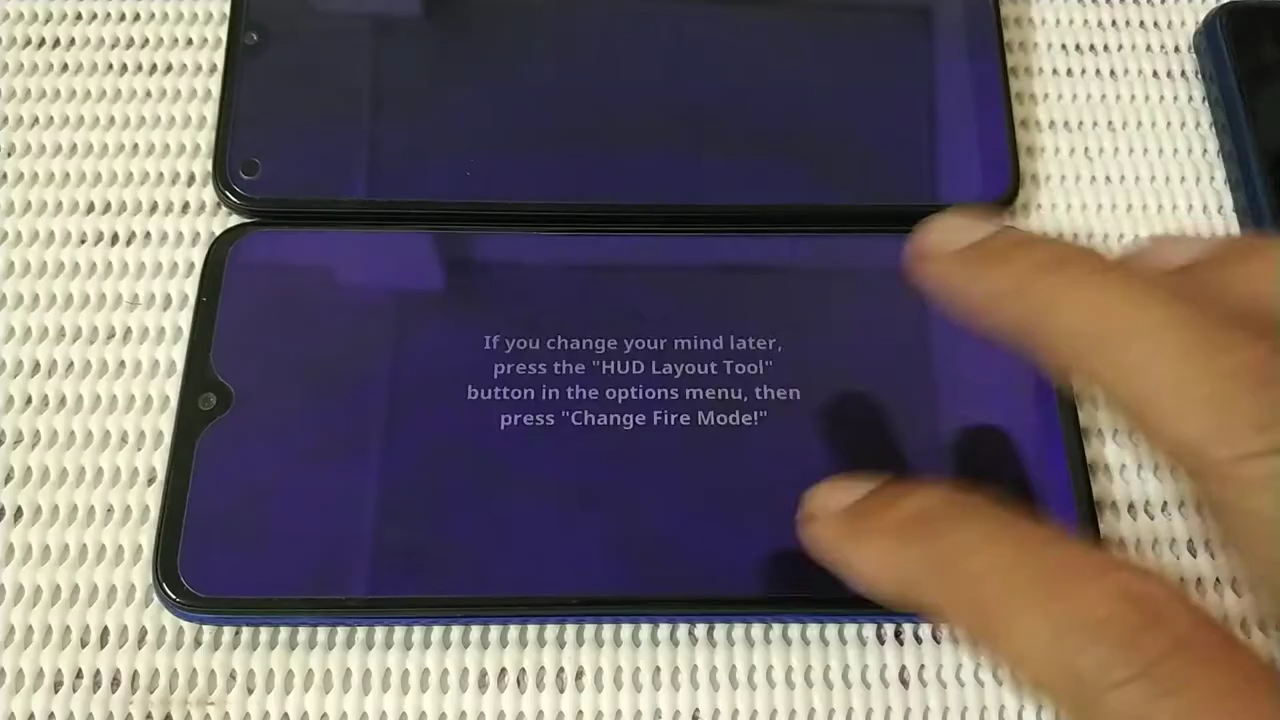 If you change your mind later,
press the "HUD Layout Tool"
button in the options menu, then
press "Change Fire Mode!"